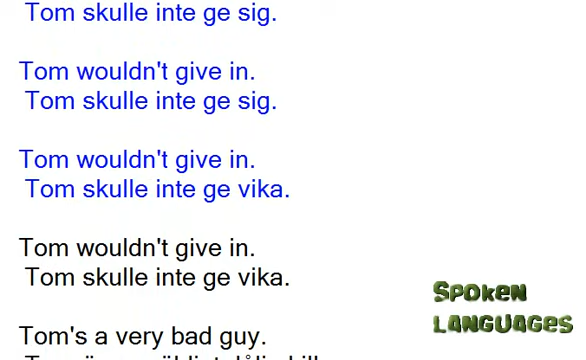 Tom skulle inte ge sig.
Tom wouldn't give in.
Tom skulle inte ge sig.
Tom wouldn't give in.
Tom skulle inte ge vika.
Tom wouldn't give in.
Tom skulle inte ge vika.
Tom's a very bad guy.
Spoken
Languages